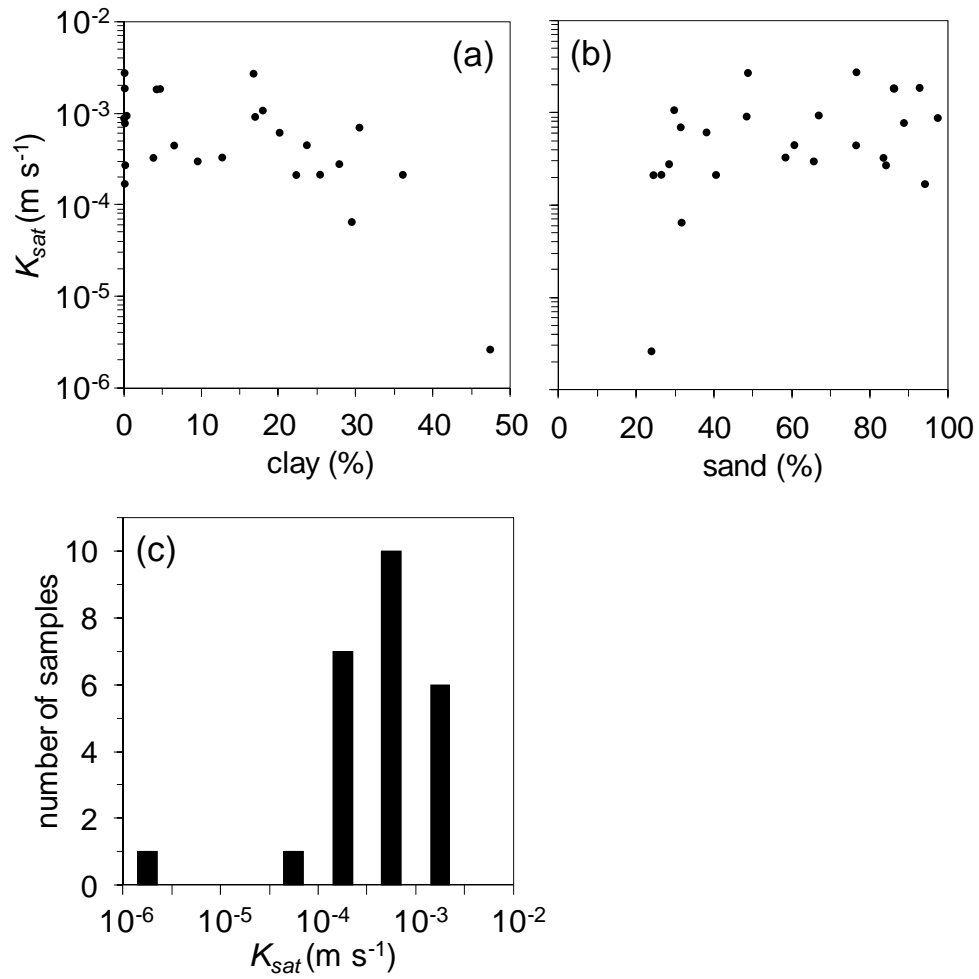 10⁻² (a) (b)
10⁻³
10⁻⁴
10⁻⁵
10⁻⁶
K_sat (m s⁻¹)
0 10 20 30 40 50
clay (%)
0 20 40 60 80 100
sand (%)
(c)
10
8
6
4
2
0
number of samples
10⁻⁶ 10⁻⁵ 10⁻⁴ 10⁻³ 10⁻²
K_sat (m s⁻¹)